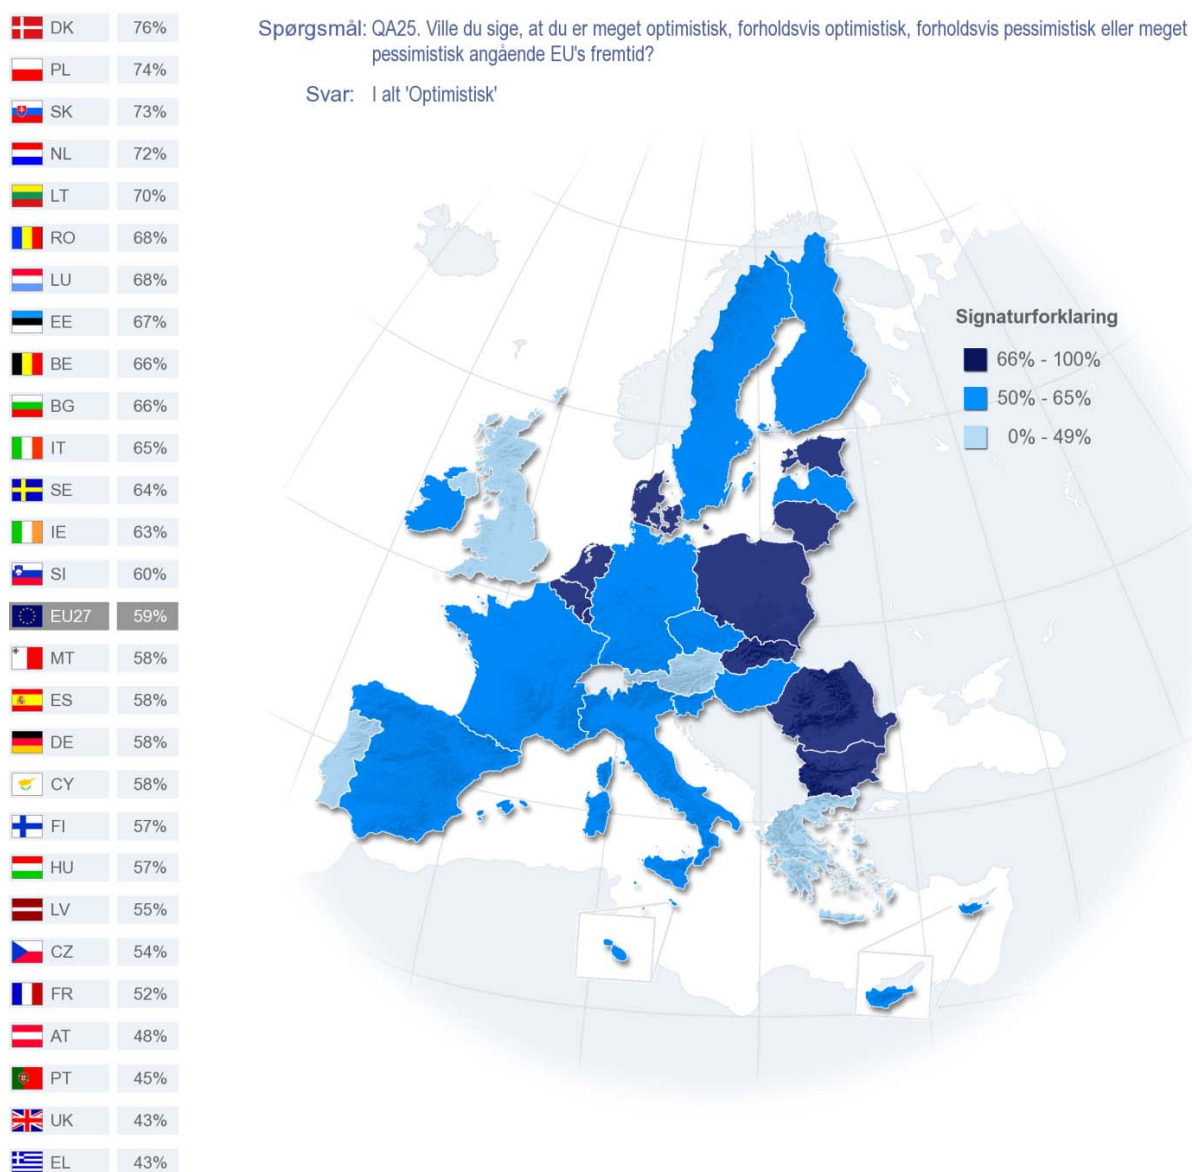 Spørgsmål: QA25. Ville du sige, at du er meget optimistisk, forholdsvis optimistisk, forholdsvis pessimistisk eller meget
pessimistisk angående EU's fremtid?
Svar: I alt 'Optimistisk'
DK 76%
PL 74%
SK 73%
NL 72%
LT 70%
RO 68%
LU 68%
EE 67%
BE 66%
BG 66%
IT 65%
SE 64%
IE 63%
SI 60%
EU27 59%
MT 58%
ES 58%
DE 58%
CY 58%
FI 57%
HU 57%
LV 55%
CZ 54%
FR 52%
AT 48%
PT 45%
UK 43%
EL 43%
Signaturforklaring
66% - 100%
50% - 65%
0% - 49%